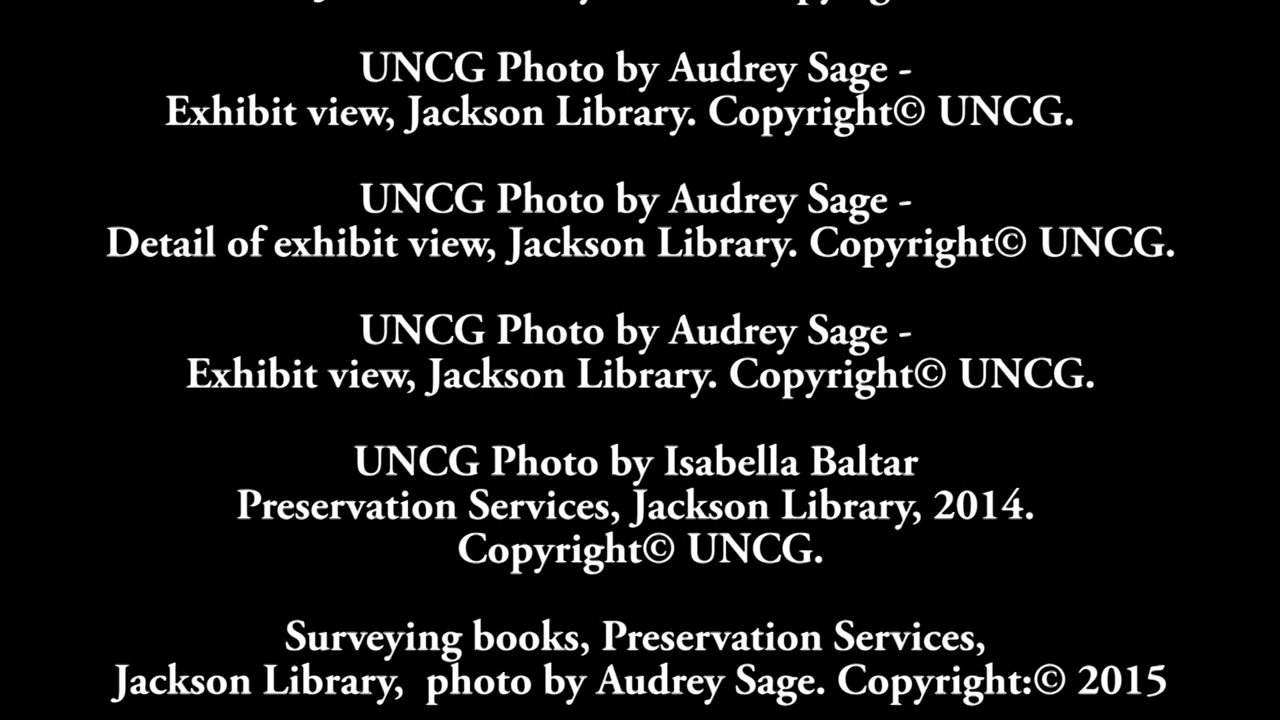 UNCG Photo by Audrey Sage -
Exhibit view, Jackson Library. Copyright© UNCG.
UNCG Photo by Audrey Sage -
Detail of exhibit view, Jackson Library. Copyright© UNCG.
UNCG Photo by Audrey Sage -
Exhibit view, Jackson Library. Copyright© UNCG.
UNCG Photo by Isabella Baltar
Preservation Services, Jackson Library, 2014.
Copyright© UNCG.
Surveying books, Preservation Services,
Jackson Library,  photo by Audrey Sage. Copyright:© 2015